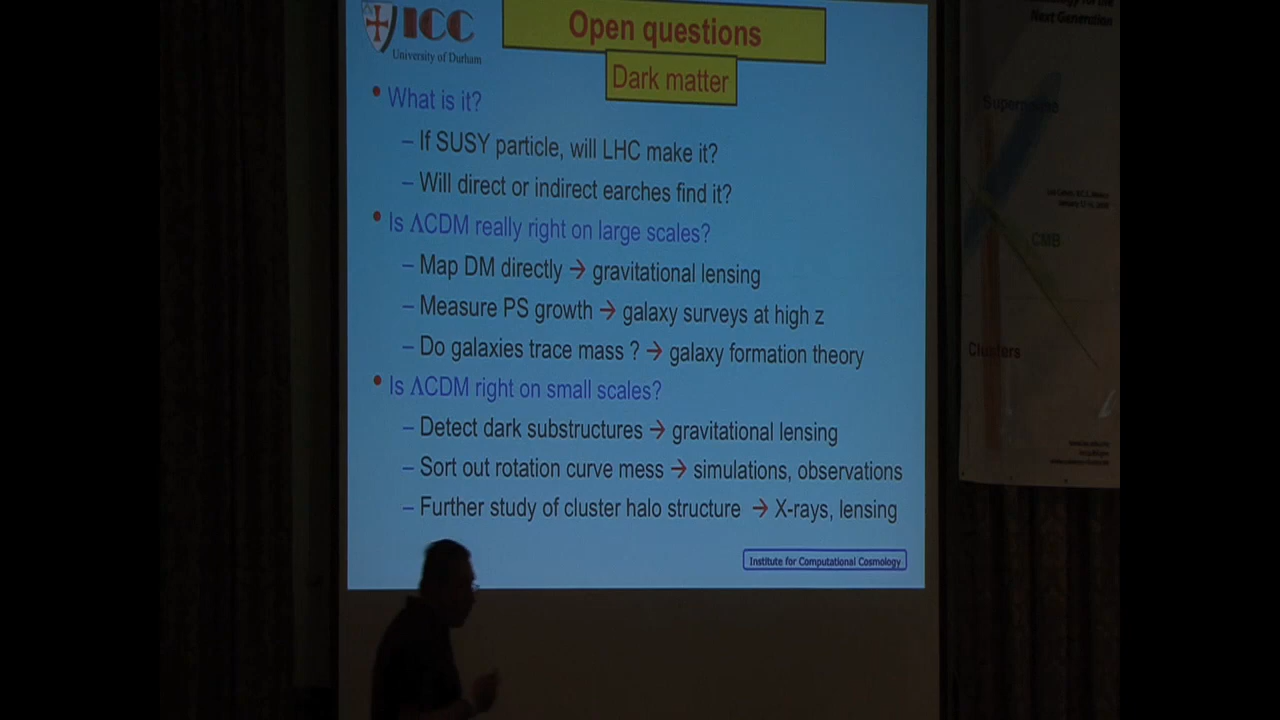 ICC
University of Durham
Open questions
Dark matter
• What is it?
– If SUSY particle, will LHC make it?
– Will direct or indirect earches find it?
• Is ΛCDM really right on large scales?
– Map DM directly → gravitational lensing
– Measure PS growth → galaxy surveys at high z
– Do galaxies trace mass ? → galaxy formation theory
• Is ΛCDM right on small scales?
– Detect dark substructures → gravitational lensing
– Sort out rotation curve mess → simulations, observations
– Further study of cluster halo structure → X-rays, lensing
Institute for Computational Cosmology
for the
Next Generation
Supernova
CMB
Clusters